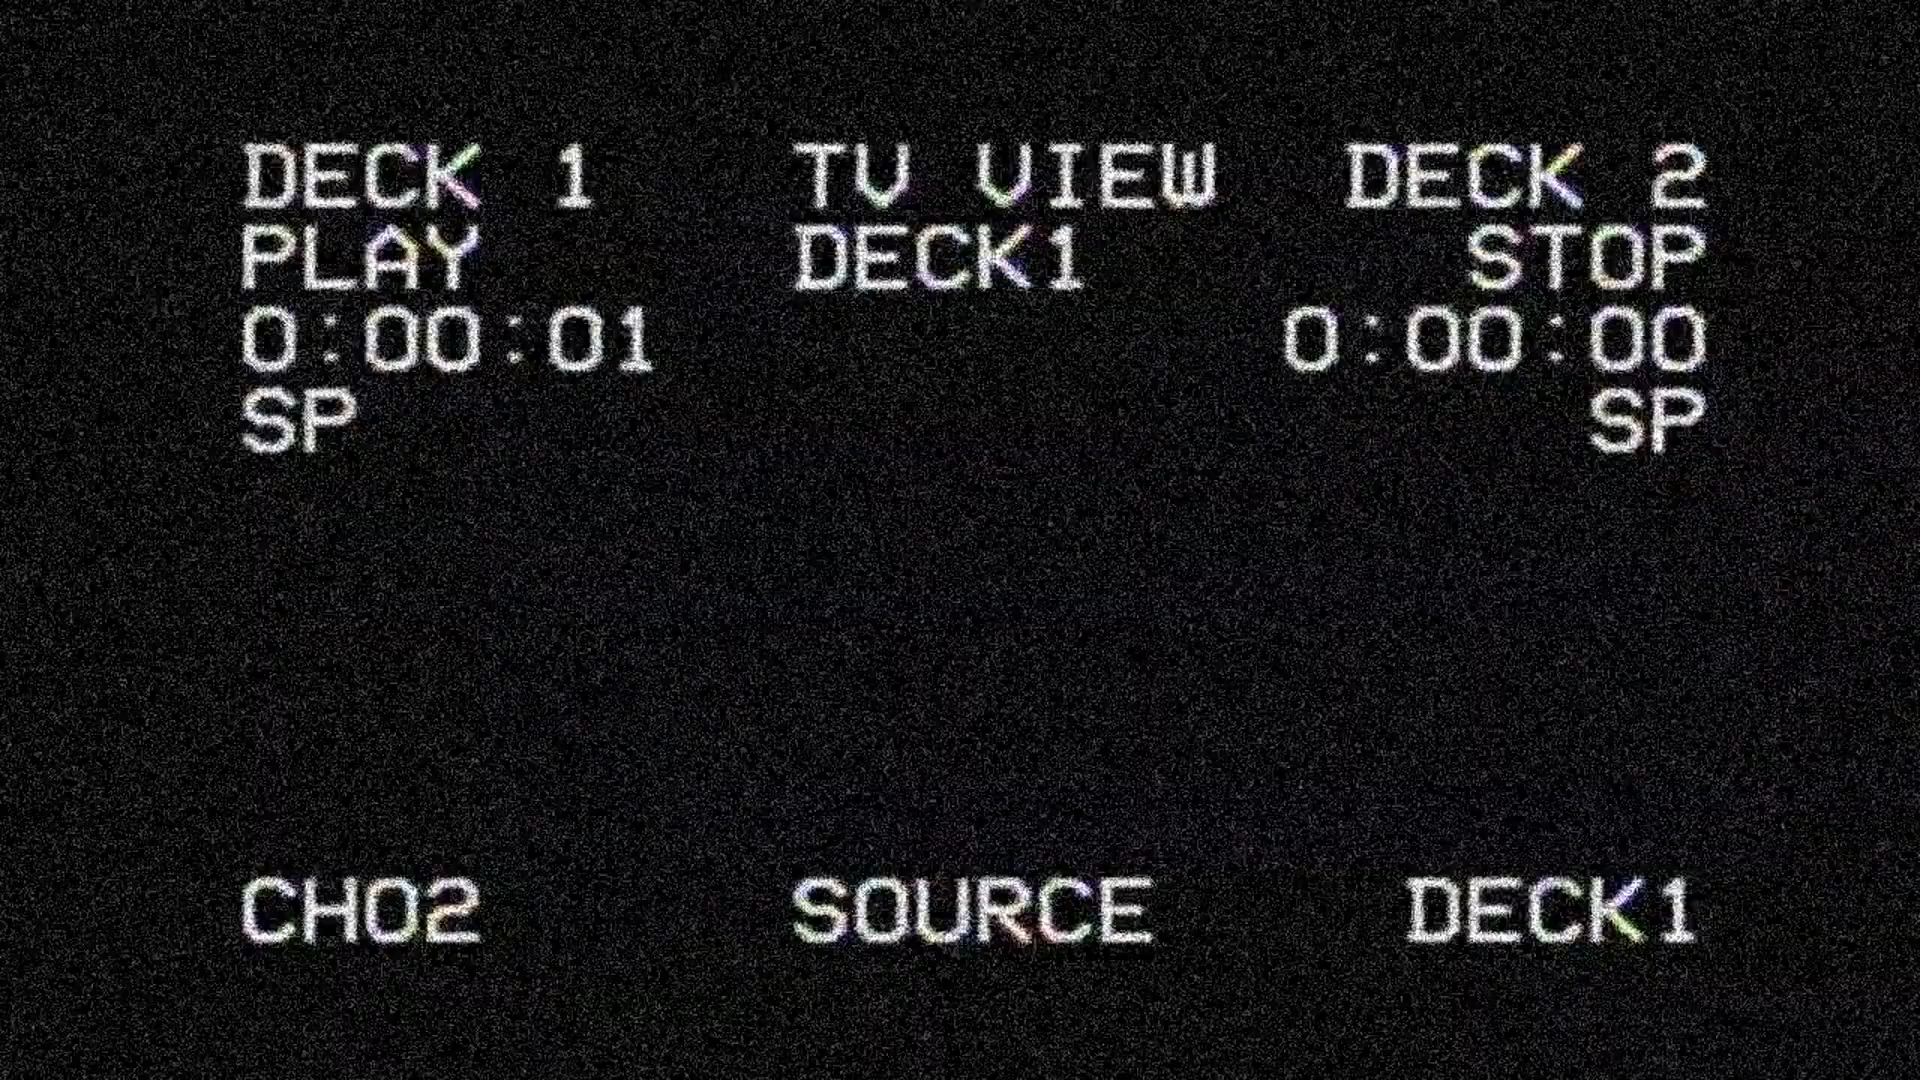 DECK 1 TV VIEW DECK 2
PLAY DECK1 STOP
0:00:01 0:00:00
SP SP
CH02 SOURCE DECK1